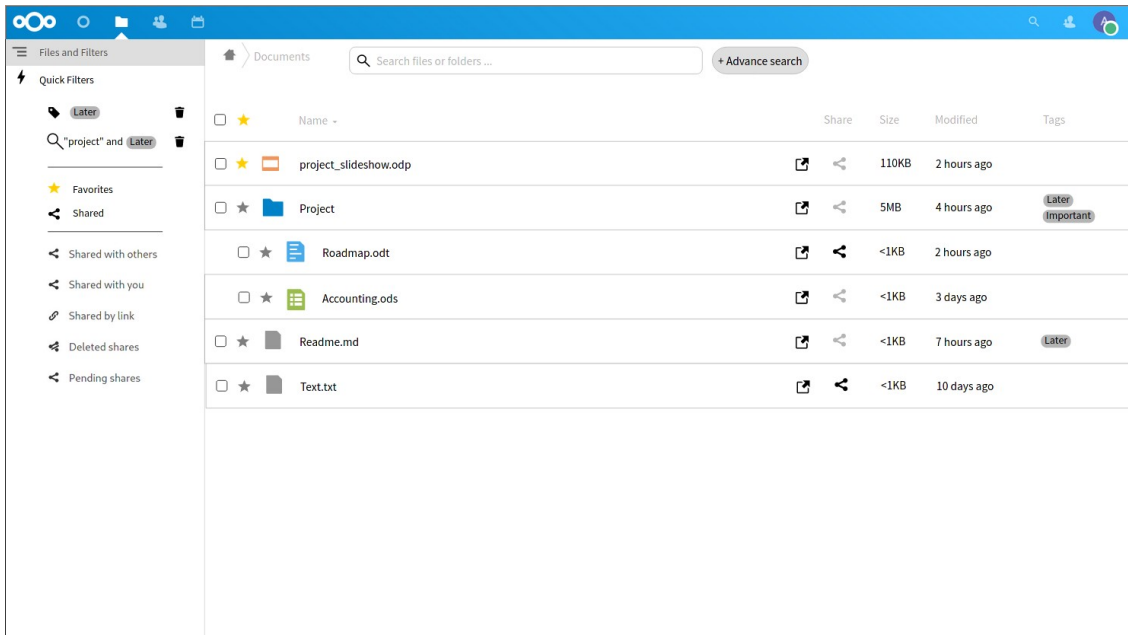 A
Files and Filters
Documents
Search files or folders ...
+ Advance search
Quick Filters
Later
"project" and Later
Favorites
Shared
Shared with others
Shared with you
Shared by link
Deleted shares
Pending shares
Name Share Size Modified Tags
project_slideshow.odp 110KB 2 hours ago
Project 5MB 4 hours ago Later
Important
Roadmap.odt <1KB 2 hours ago
Accounting.ods <1KB 3 days ago
Readme.md <1KB 7 hours ago Later
Text.txt <1KB 10 days ago